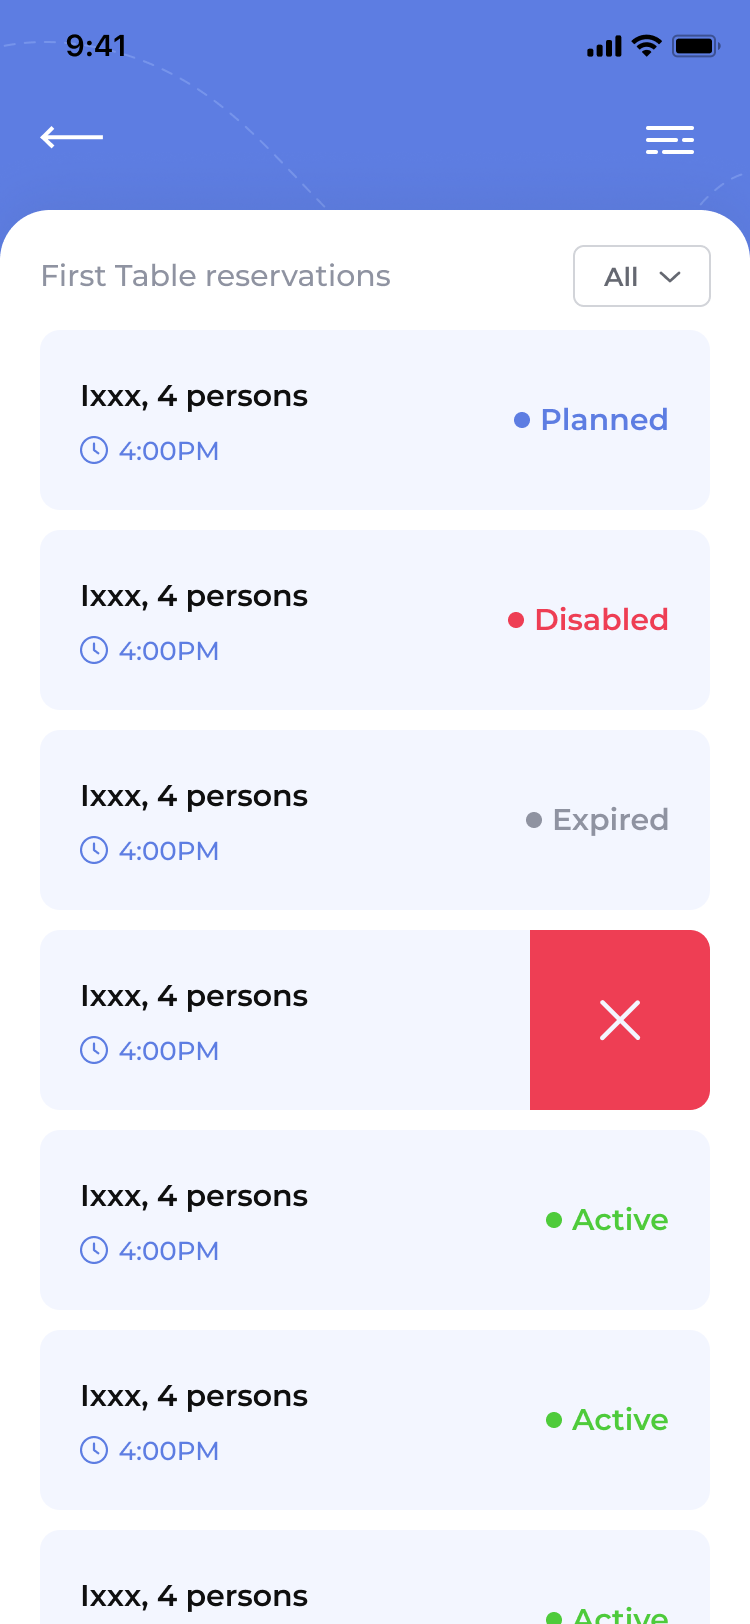 9:41
First Table reservations
All
Ixxx, 4 persons
Planned
4:00PM
Ixxx, 4 persons
Disabled
4:00PM
Ixxx, 4 persons
Expired
4:00PM
Ixxx, 4 persons
4:00PM
Ixxx, 4 persons
Active
4:00PM
Ixxx, 4 persons
Active
4:00PM
Ixxx, 4 persons
Active